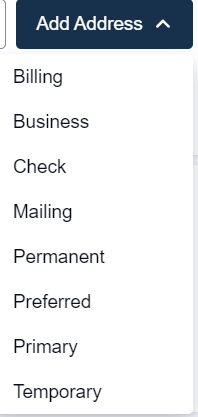 Add Address
Billing
Business
Check
Mailing
Permanent
Preferred
Primary
Temporary